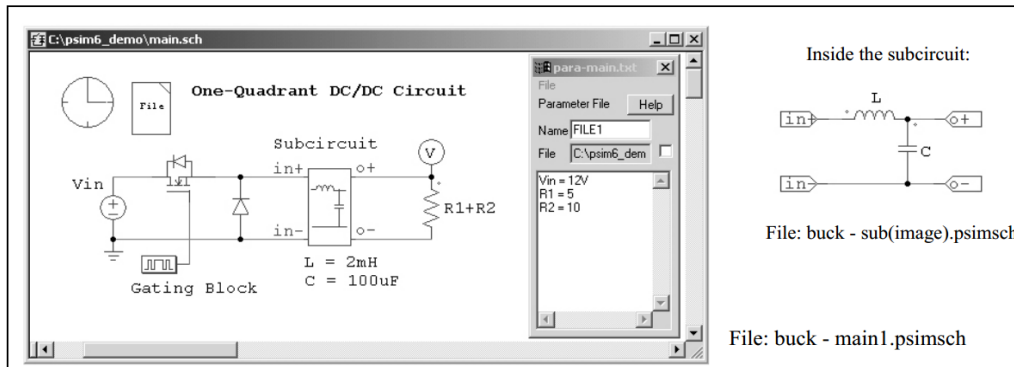 C:\psim6_demo\main.sch
File
One-Quadrant DC/DC Circuit
Subcircuit
in+
o+
V
Vin
R1+R2
in-
o-
L = 2mH
C = 100uF
Gating Block
para-main.txt
File
Parameter File
Help
Name
FILE1
File
C:\psim6_dem
Vin = 12V
R1 = 5
R2 = 10
Inside the subcircuit:
L
in+
o+
C
in-
o-
File: buck - sub(image).psimsch
File: buck - main1.psimsch